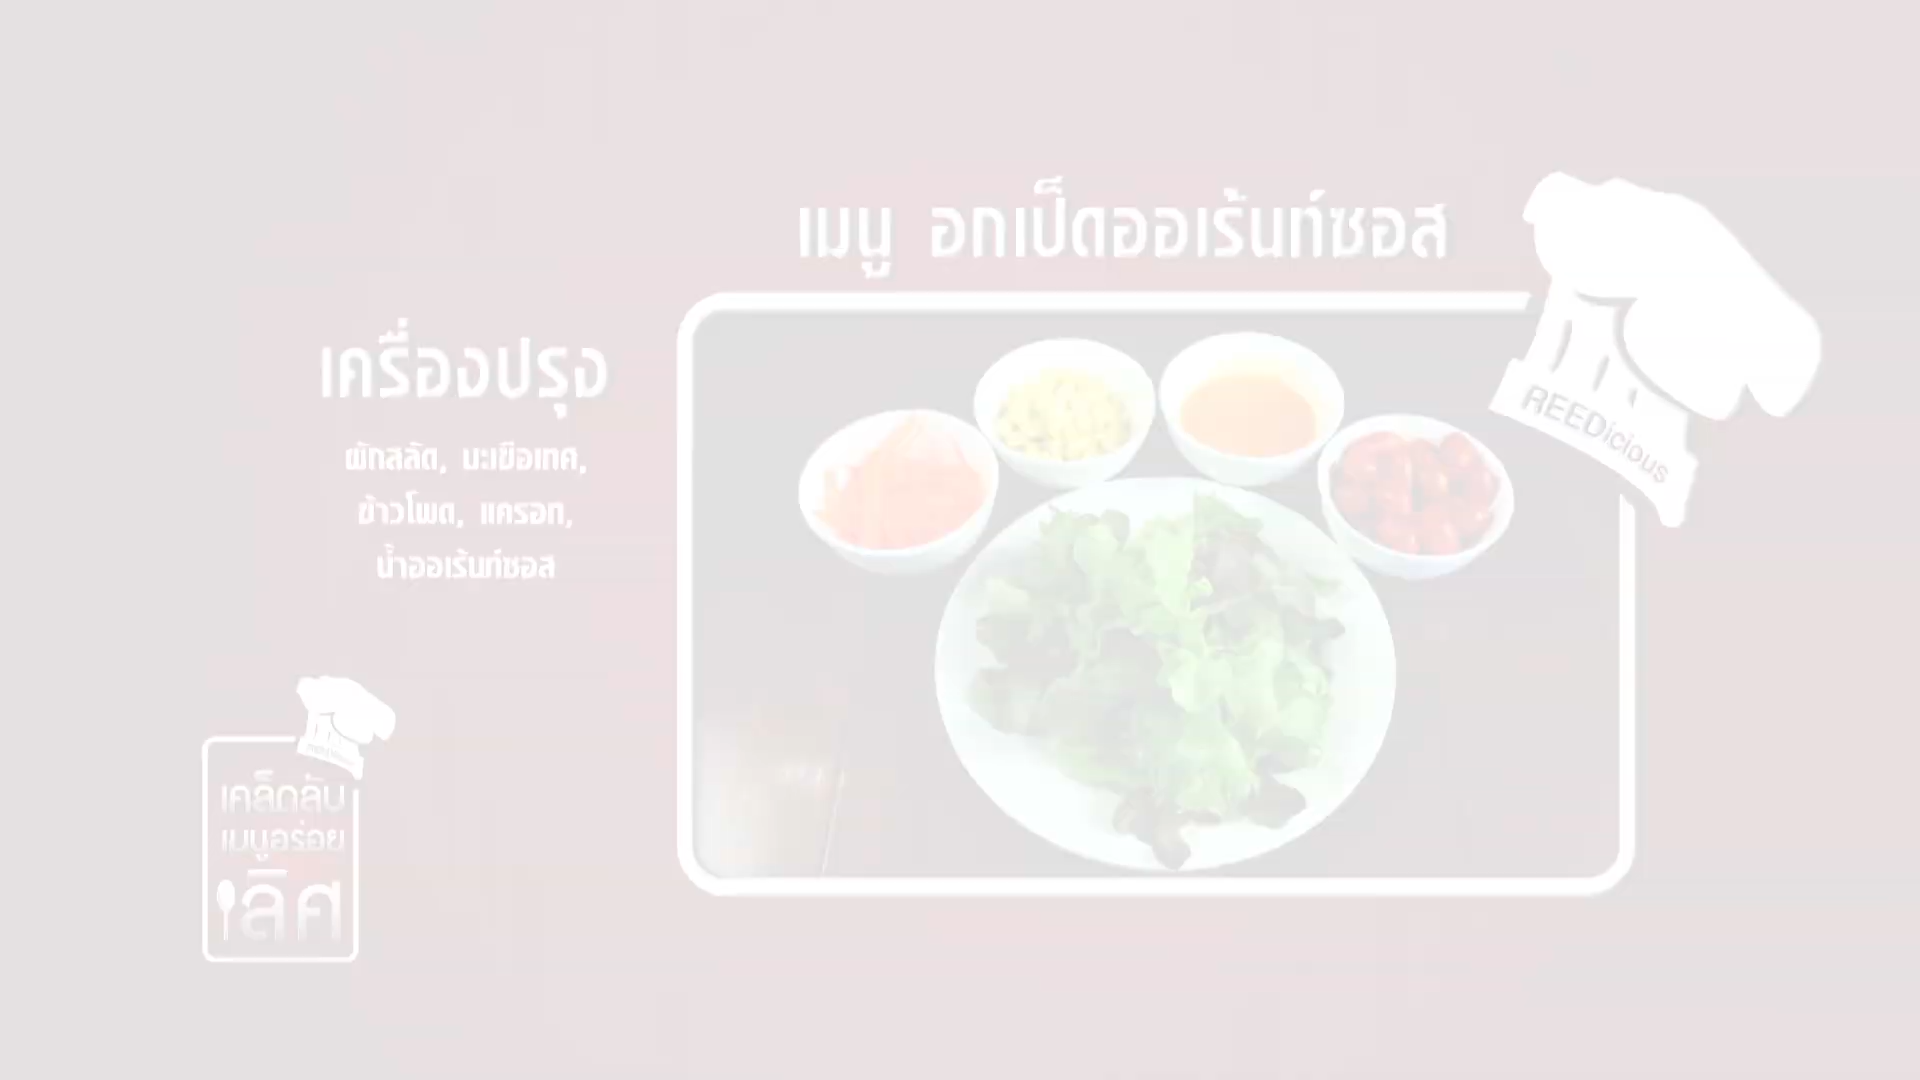 เมนู อกเป็ดออเร้นท์ซอส
REEDicious
เครื่องปรุง
ผักสลัด, มะเขือเทศ,
ข้าวโพด, แครอท,
น้ำออเร้นท์ซอส
REEDicious
เคล็ดลับ
เมนูอร่อย
เลิศ